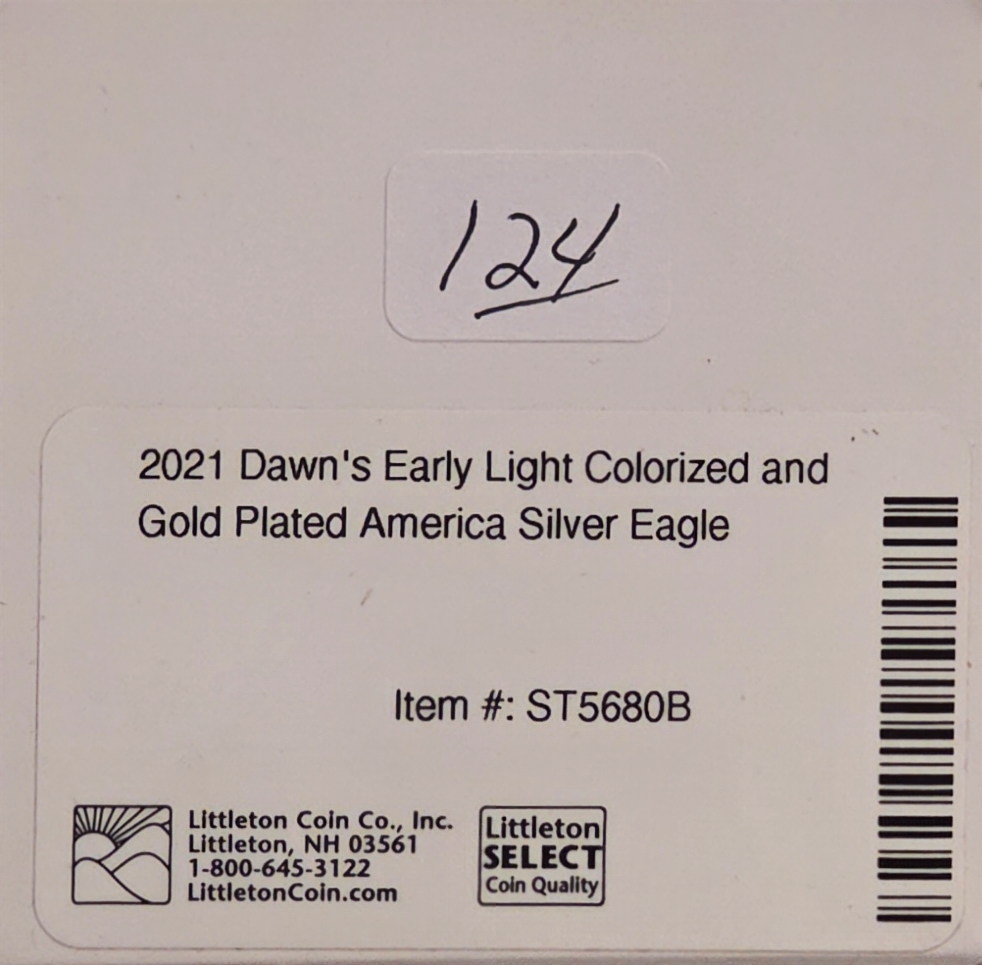 124
2021 Dawn's Early Light Colorized and
Gold Plated America Silver Eagle
Item #: ST5680B
Littleton Coin Co., Inc.
Littleton, NH 03561
1-800-645-3122
LittletonCoin.com
Littleton
SELECT
Coin Quality